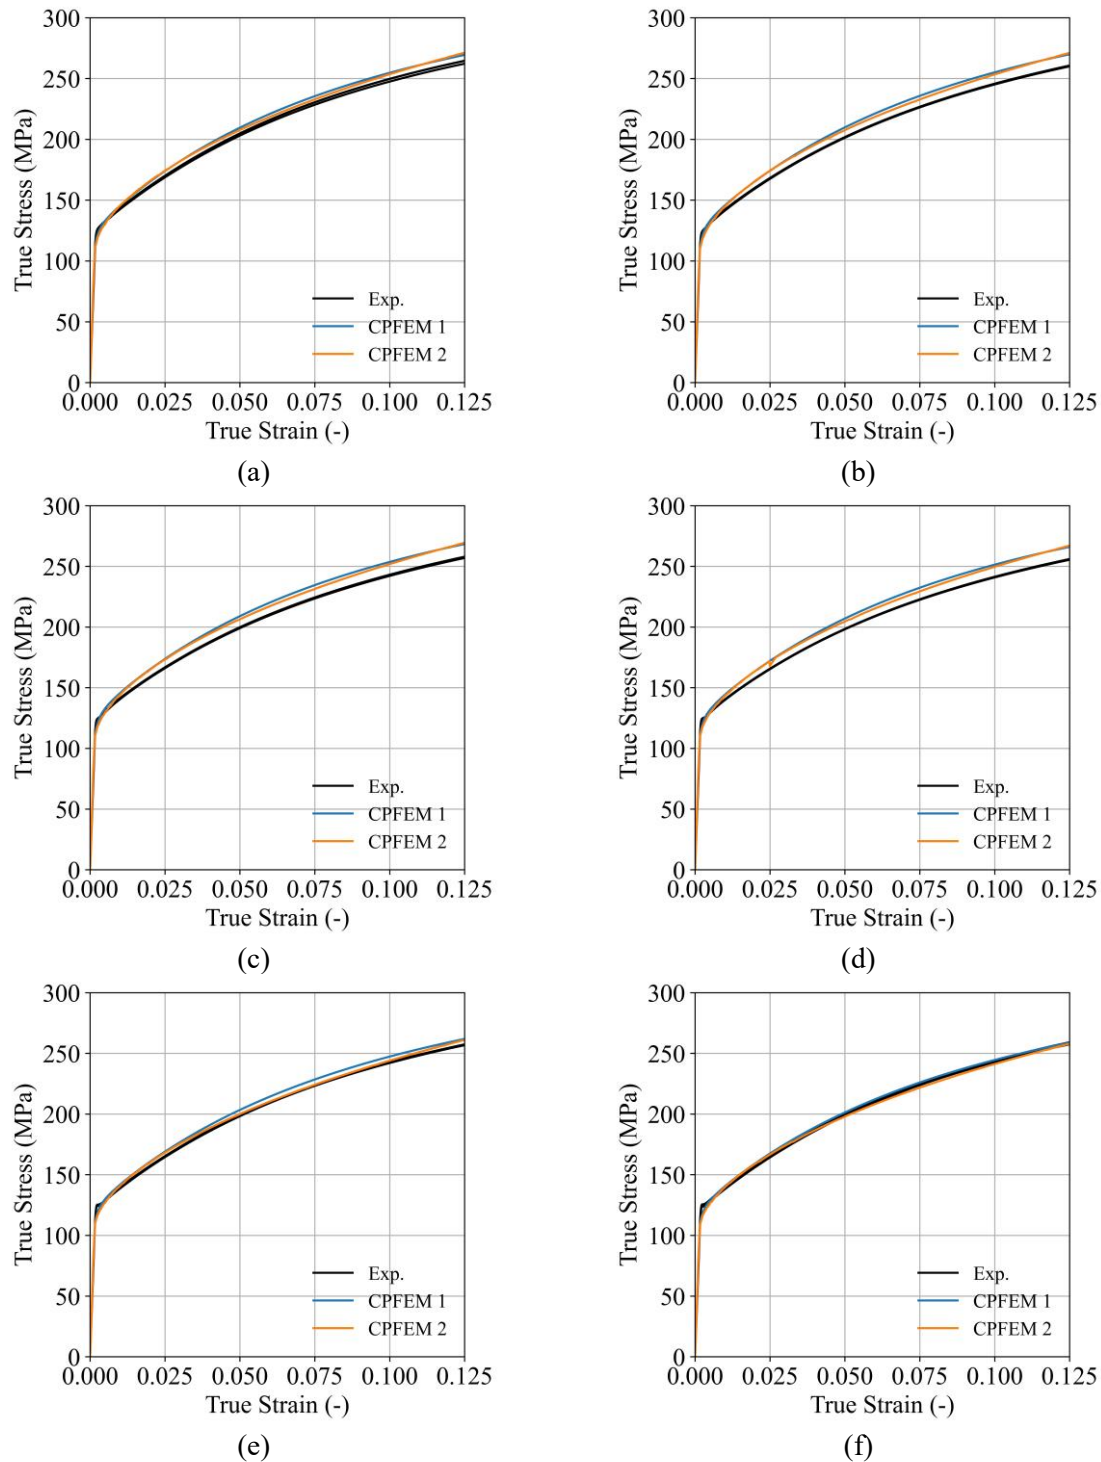 300
250
200
150
100
50
0
True Stress (MPa)
Exp.
CPFEM 1
CPFEM 2
0.000 0.025 0.050 0.075 0.100 0.125
True Strain (-)
(a)
300
250
200
150
100
50
0
True Stress (MPa)
Exp.
CPFEM 1
CPFEM 2
0.000 0.025 0.050 0.075 0.100 0.125
True Strain (-)
(b)
300
250
200
150
100
50
0
True Stress (MPa)
Exp.
CPFEM 1
CPFEM 2
0.000 0.025 0.050 0.075 0.100 0.125
True Strain (-)
(c)
300
250
200
150
100
50
0
True Stress (MPa)
Exp.
CPFEM 1
CPFEM 2
0.000 0.025 0.050 0.075 0.100 0.125
True Strain (-)
(d)
300
250
200
150
100
50
0
True Stress (MPa)
Exp.
CPFEM 1
CPFEM 2
0.000 0.025 0.050 0.075 0.100 0.125
True Strain (-)
(e)
300
250
200
150
100
50
0
True Stress (MPa)
Exp.
CPFEM 1
CPFEM 2
0.000 0.025 0.050 0.075 0.100 0.125
True Strain (-)
(f)